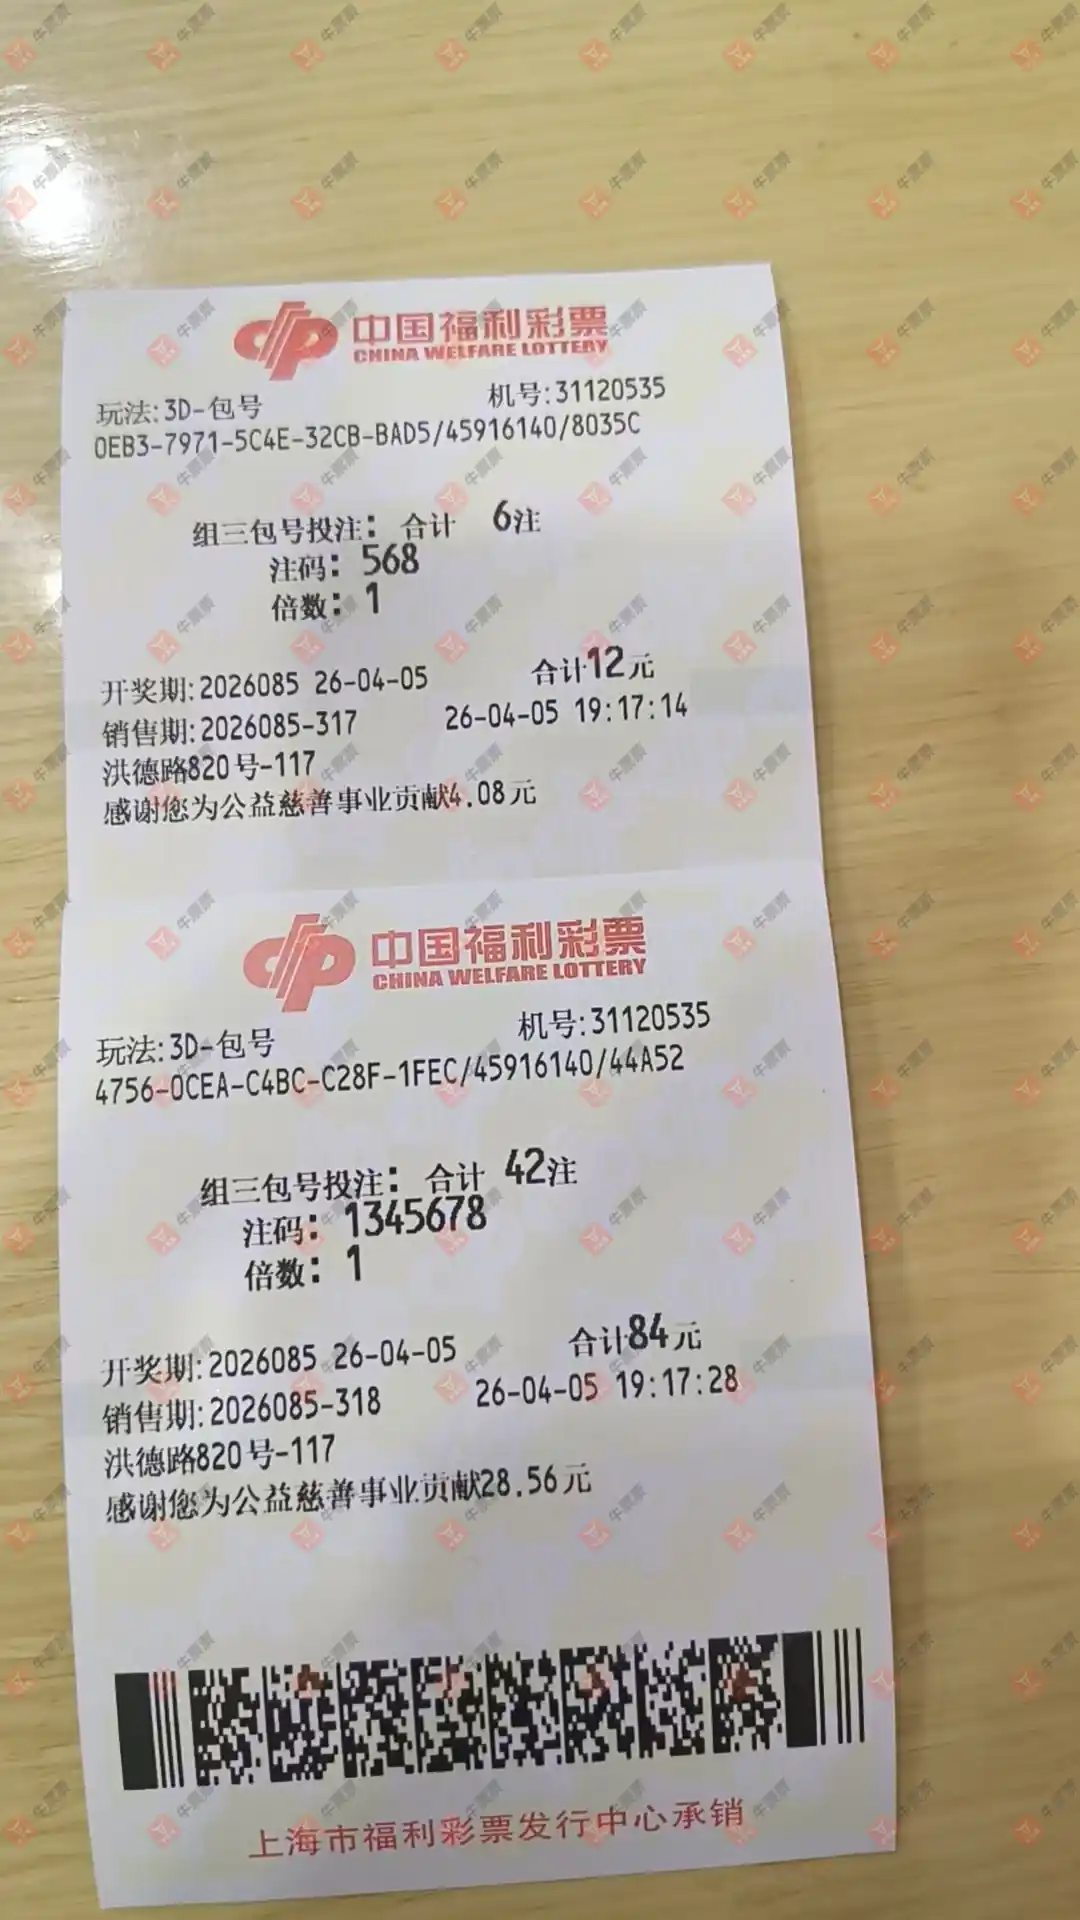 中国福利彩票
CHINA WELFARE LOTTERY
玩法:3D-包号 机号:31120535
0EB3-7971-5C4E-32CB-BAD5/45916140/8035C
组三包号投注: 合计 6注
注码: 568
倍数: 1
开奖期:2026085 26-04-05 合计12元
销售期:2026085-317 26-04-05 19:17:14
洪德路820号-117
感谢您为公益慈善事业贡献4.08元
中国福利彩票
CHINA WELFARE LOTTERY
玩法:3D-包号 机号:31120535
4756-0CEA-C4BC-C28F-1FEC/45916140/44A52
组三包号投注: 合计 42注
注码: 1345678
倍数: 1
开奖期:2026085 26-04-05 合计84元
销售期:2026085-318 26-04-05 19:17:28
洪德路820号-117
感谢您为公益慈善事业贡献28.56元
上海市福利彩票发行中心承销